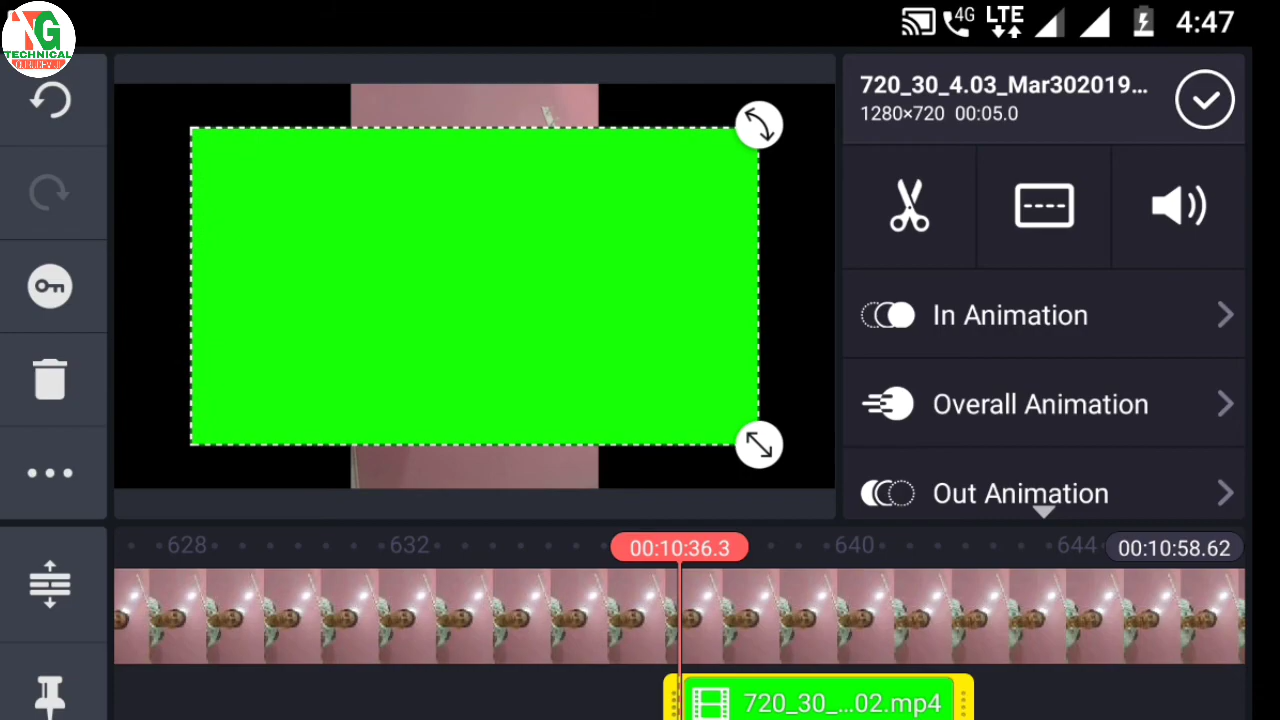 4G
LTE
4:47
NG
TECHNICAL
720_30_4.03_Mar302019...
1280×720 00:05.0
In Animation
Overall Animation
Out Animation
628
632
00:10:36.3
640
644
00:10:58.62
720_30_...02.mp4